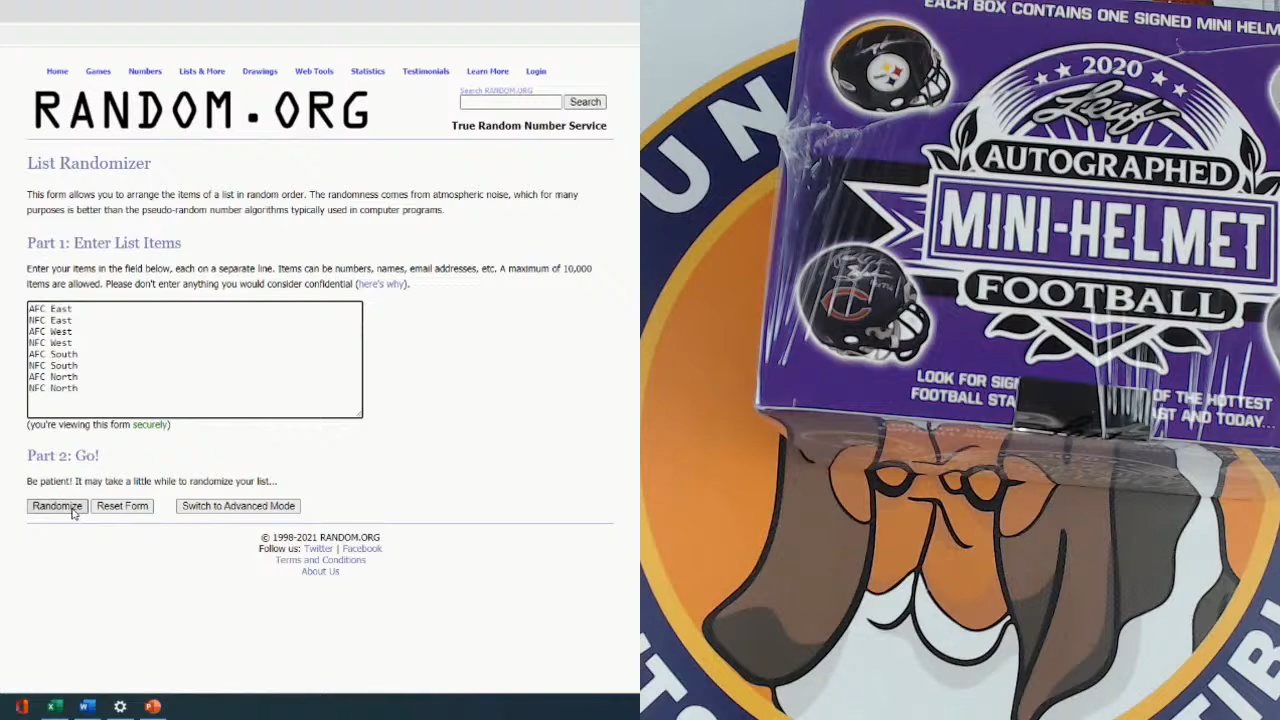 Home Games Numbers Lists & More Drawings Web Tools Statistics Testimonials Learn More Login
RANDOM.ORG
Search RANDOM.ORG
Search
True Random Number Service
List Randomizer
This form allows you to arrange the items of a list in random order. The randomness comes from atmospheric noise, which for many
purposes is better than the pseudo-random number algorithms typically used in computer programs.
Part 1: Enter List Items
Enter your items in the field below, each on a separate line. Items can be numbers, names, email addresses, etc. A maximum of 10,000
items are allowed. Please don't enter anything you would consider confidential (here's why).
AFC East
NFC East
AFC West
NFC West
AFC South
NFC South
AFC North
NFC North
(you're viewing this form securely)
Part 2: Go!
Be patient! It may take a little while to randomize your list...
Randomize Reset Form Switch to Advanced Mode
© 1998-2021 RANDOM.ORG
Follow us: Twitter | Facebook
Terms and Conditions
About Us
EACH BOX CONTAINS ONE SIGNED MINI HELM
2020
Leaf
AUTOGRAPHED
MINI-HELMET
FOOTBALL
LOOK FOR SIG OF THE HOTTEST
FOOTBALL STA AST AND TODAY...
UN
TIB